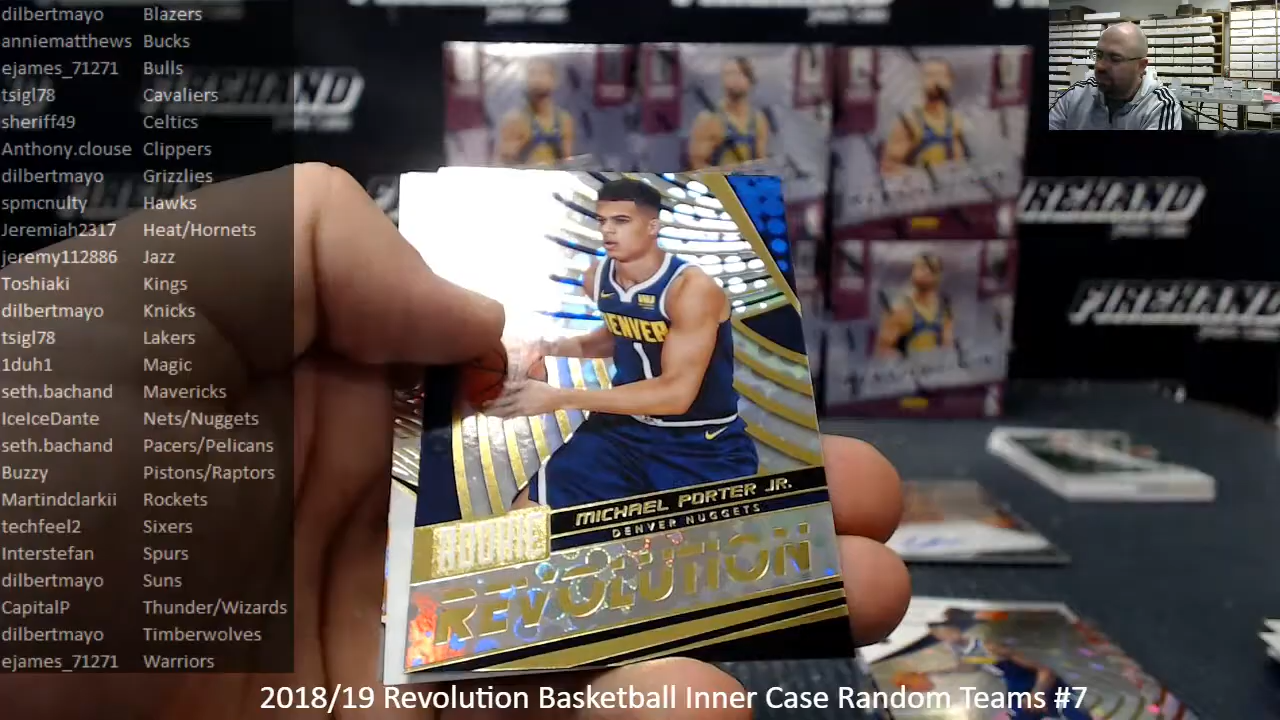 dilbertmayo Blazers
anniematthews Bucks
ejames_71271 Bulls
tsigl78 Cavaliers
sheriff49 Celtics
Anthony.clouse Clippers
dilbertmayo Grizzlies
spmcnulty Hawks
Jeremiah2317 Heat/Hornets
jeremy112886 Jazz
Toshiaki Kings
dilbertmayo Knicks
tsigl78 Lakers
1duh1 Magic
seth.bachand Mavericks
IceIceDante Nets/Nuggets
seth.bachand Pacers/Pelicans
Buzzy Pistons/Raptors
Martindclarkii Rockets
techfeel2 Sixers
Interstefan Spurs
dilbertmayo Suns
CapitalP Thunder/Wizards
dilbertmayo Timberwolves
ejames_71271 Warriors
FIREHAND
FIREHAND
DENVER
1
MICHAEL PORTER JR.
DENVER NUGGETS
ROOKIE
REVOLUTION
2018/19 Revolution Basketball Inner Case Random Teams #7